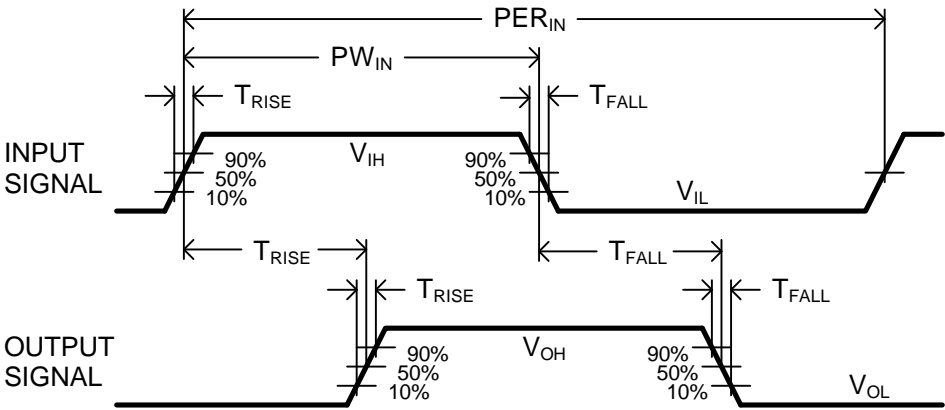 PER_IN
PW_IN
T_RISE T_FALL
INPUT SIGNAL
V_IH
90%
50%
10%
90%
50%
10%
V_IL
T_RISE T_FALL
T_RISE T_FALL
OUTPUT SIGNAL
V_OH
90%
50%
10%
90%
50%
10%
V_OL